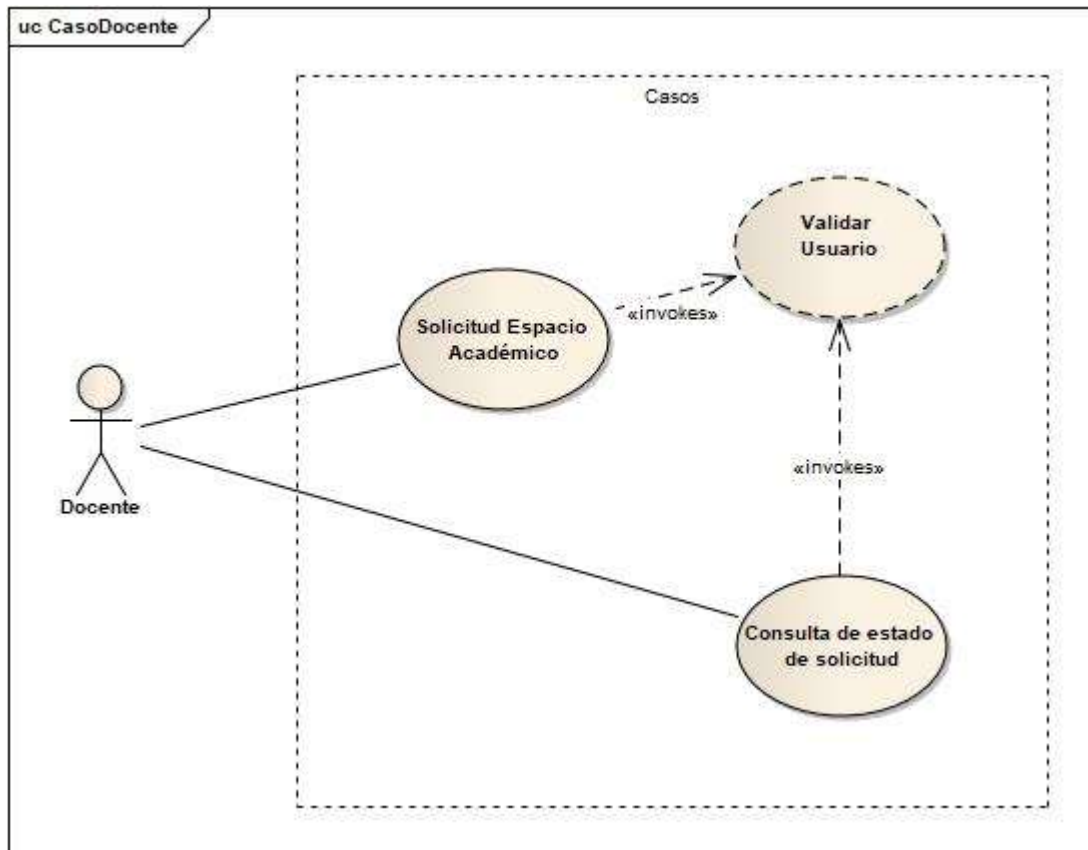 uc CasoDocente
Casos
Validar
Usuario
«invokes»
Solicitud Espacio
Académico
Docente
«invokes»
Consulta de estado
de solicitud